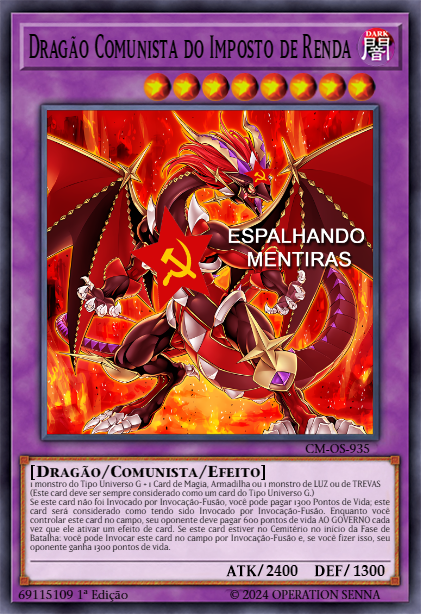 DRAGÃO COMUNISTA DO IMPOSTO DE RENDA
DARK
闇
ESPALHANDO
MENTIRAS
CM-OS-935
[DRAGÃO/COMUNISTA/EFEITO]
1 monstro do Tipo Universo G + 1 Card de Magia, Armadilha ou 1 monstro de LUZ ou de TREVAS
(Este card deve ser sempre considerado como um card do Tipo Universo G.)
Se este card não foi Invocado por Invocação-Fusão, você pode pagar 1300 Pontos de Vida; este
card será considerado como tendo sido Invocado por Invocação-Fusão. Enquanto você
controlar este card no campo, seu oponente deve pagar 600 pontos de vida AO GOVERNO cada
vez que ele ativar um efeito de card. Se este card estiver no Cemitério no início da Fase de
Batalha: você pode Invocar este card no campo por Invocação-Fusão e, se você fizer isso, seu
oponente ganha 1300 pontos de vida.
ATK/2400 DEF/1300
69115109 1ª Edição © 2024 OPERATION SENNA